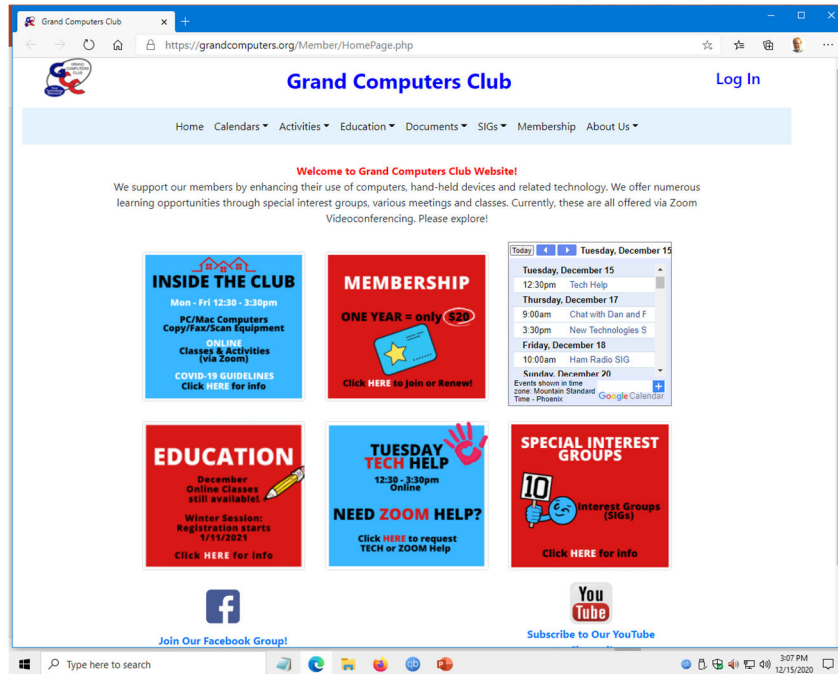 Grand Computers Club
https://grandcomputers.org/Member/HomePage.php
GRAND
COMPUTERS
CLUB
GCC
Grand Computers Club
Log In
Home Calendars Activities Education Documents SIGs Membership About Us
Welcome to Grand Computers Club Website!
We support our members by enhancing their use of computers, hand-held devices and related technology. We offer numerous
learning opportunities through special interest groups, various meetings and classes. Currently, these are all offered via Zoom
Videoconferencing. Please explore!
INSIDE THE CLUB
Mon - Fri 12:30 - 3:30pm
PC/Mac Computers
Copy/Fax/Scan Equipment
ONLINE
Classes & Activities
(via Zoom)
COVID-19 GUIDELINES
Click HERE for info
MEMBERSHIP
ONE YEAR = only $20
Click HERE to Join or Renew!
Today Tuesday, December 15
Tuesday, December 15
12:30pm Tech Help
Thursday, December 17
9:00am Chat with Dan and F
3:30pm New Technologies S
Friday, December 18
10:00am Ham Radio SIG
Sunday, December 20
Events shown in time
zone: Mountain Standard
Time - Phoenix
Google Calendar
EDUCATION
December
Online Classes
still available!
Winter Session:
Registration starts
1/11/2021
Click HERE for info
TUESDAY
TECH HELP
12:30 - 3:30pm
Online
NEED ZOOM HELP?
Click HERE to request
TECH or ZOOM Help
SPECIAL INTEREST
GROUPS
10
Interest Groups
(SIGs)
Click HERE for info
Join Our Facebook Group!
You
Tube
Subscribe to Our YouTube
Type here to search
qb
3:07 PM
12/15/2020